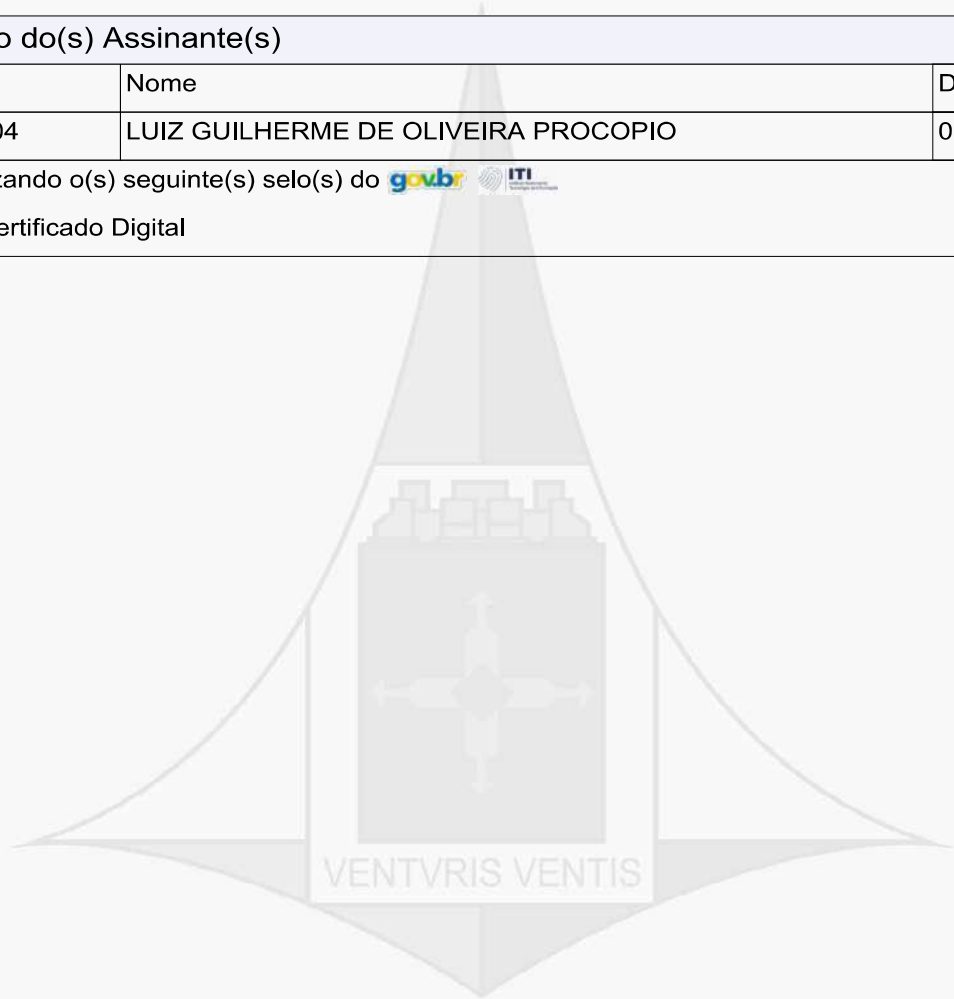 o do(s) Assinante(s)
Nome D
04 LUIZ GUILHERME DE OLIVEIRA PROCOPIO 0
zando o(s) seguinte(s) selo(s) do gov.br ITI
ertificado Digital
VENTVRIS VENTIS